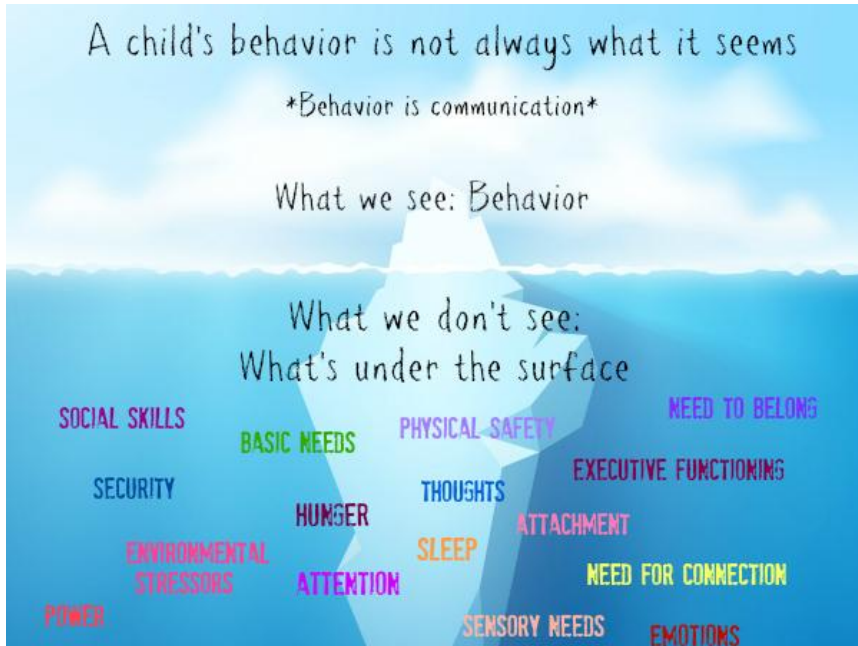 A child's behavior is not always what it seems
*Behavior is communication*
What we see: Behavior
What we don't see:
What's under the surface
NEED TO BELONG
SOCIAL SKILLS
PHYSICAL SAFETY
BASIC NEEDS
EXECUTIVE FUNCTIONING
SECURITY
THOUGHTS
HUNGER
ATTACHMENT
ENVIRONMENTAL
STRESSORS
SLEEP
ATTENTION
NEED FOR CONNECTION
POWER
SENSORY NEEDS
EMOTIONS